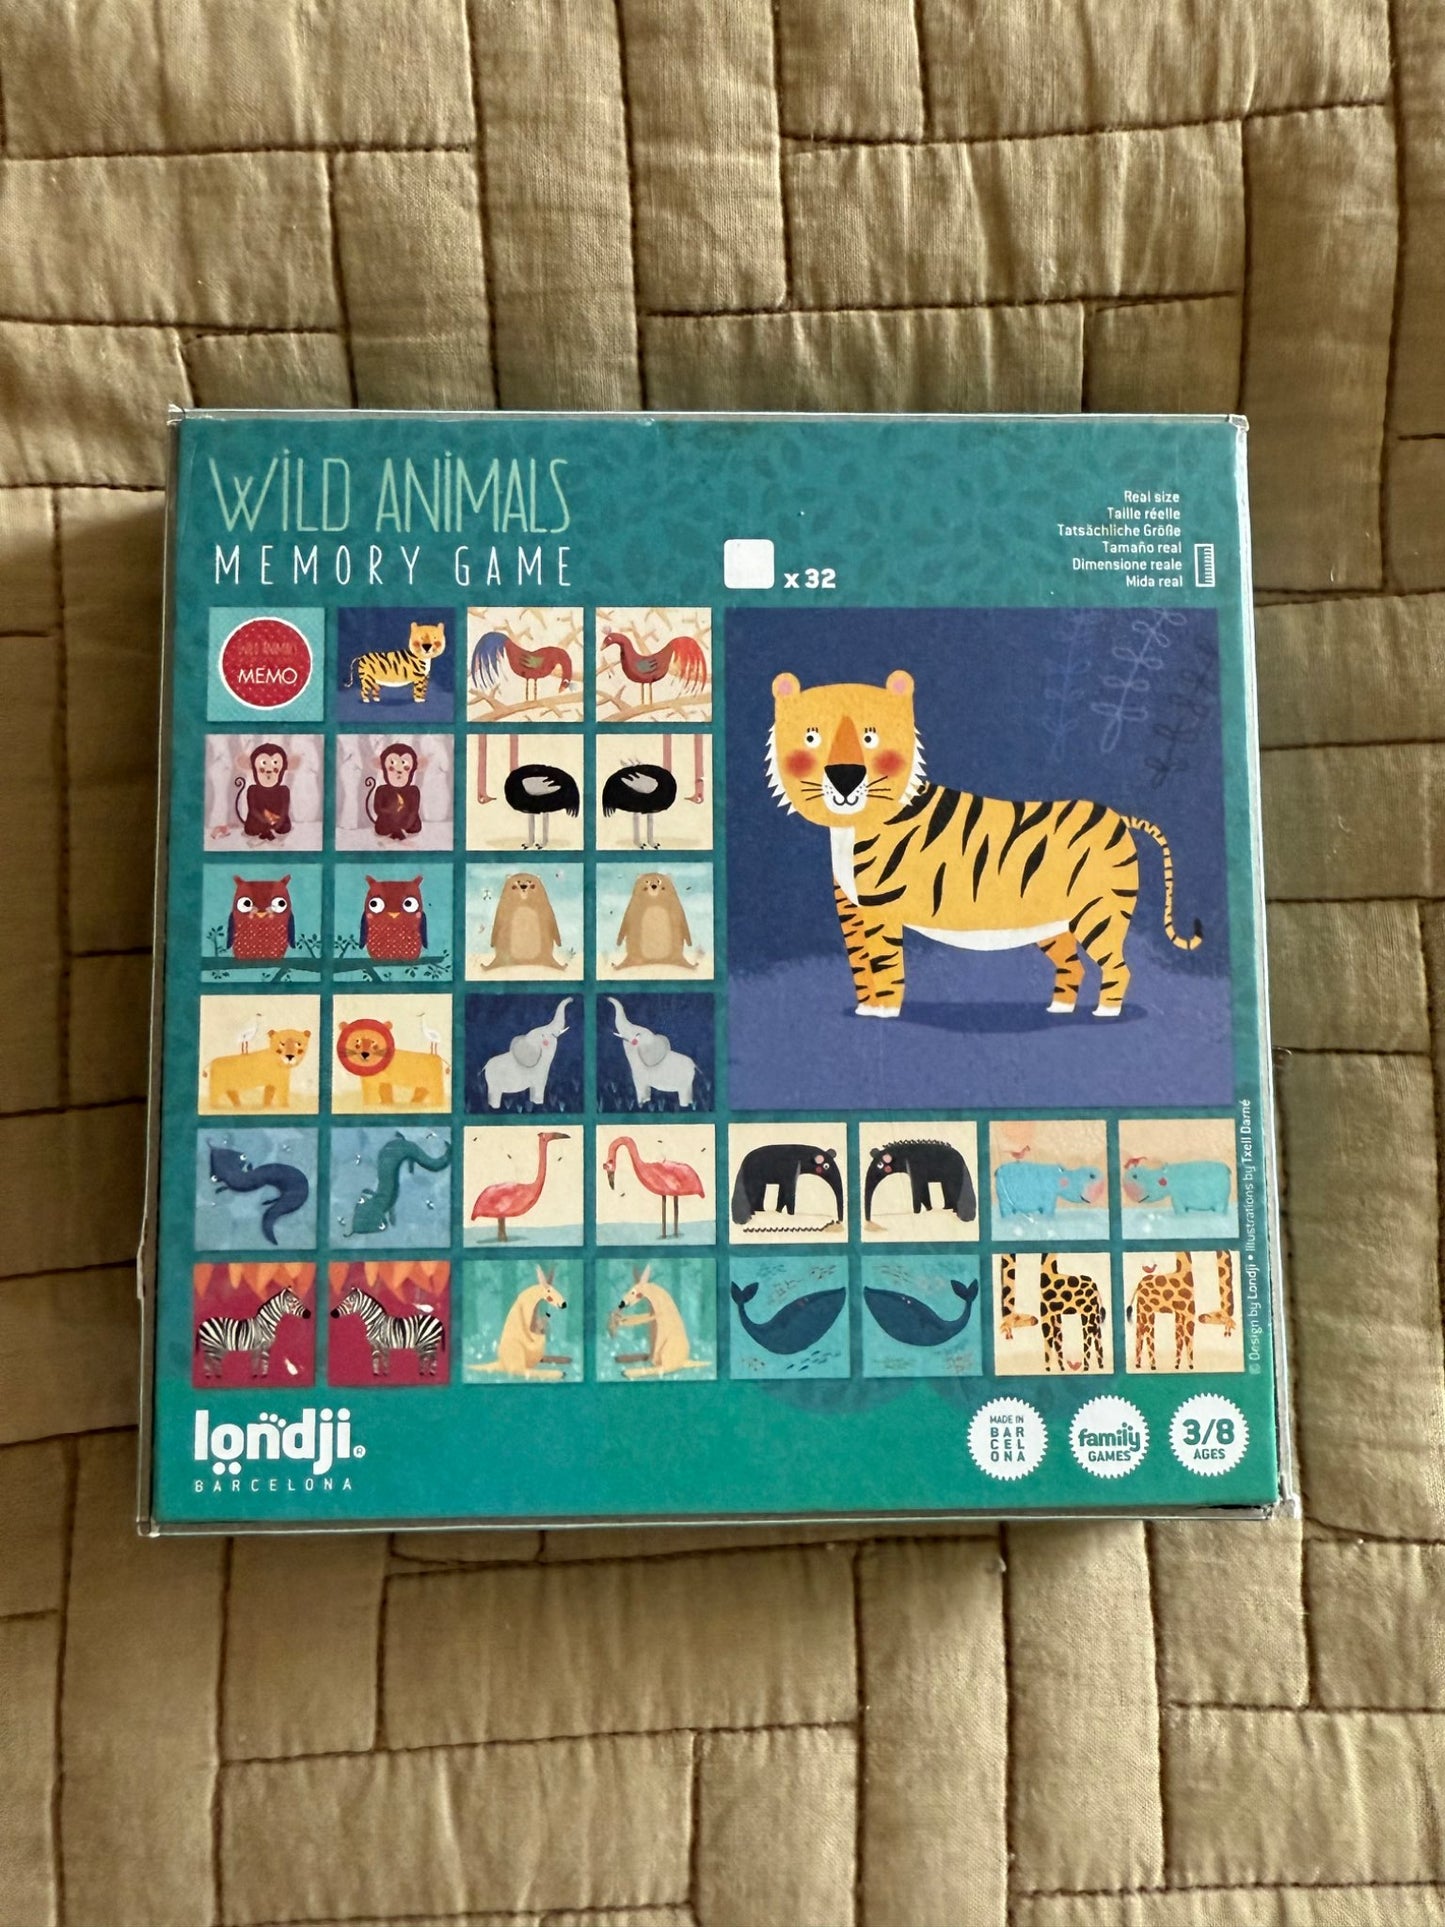 WiLD ANiMALS
MEMORY GAME
x 32
Real size
Taille réelle
Tatsächliche Größe
Tamaño real
Dimensione reale
Mida real
WILD ANIMALS
MEMO
© Design by Londji • Illustrations by Txell Darné
londji®
BARCELONA
MADE IN
BAR
CEL
ONA
family
GAMES
3/8
AGES